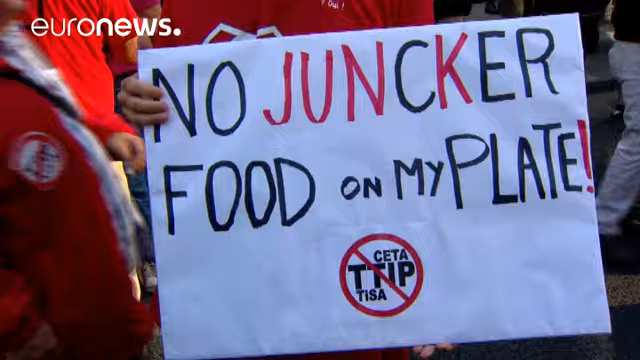 euronews.
NO JUNCKER
FOOD ON MY PLATE!
CETA
TTIP
TiSA